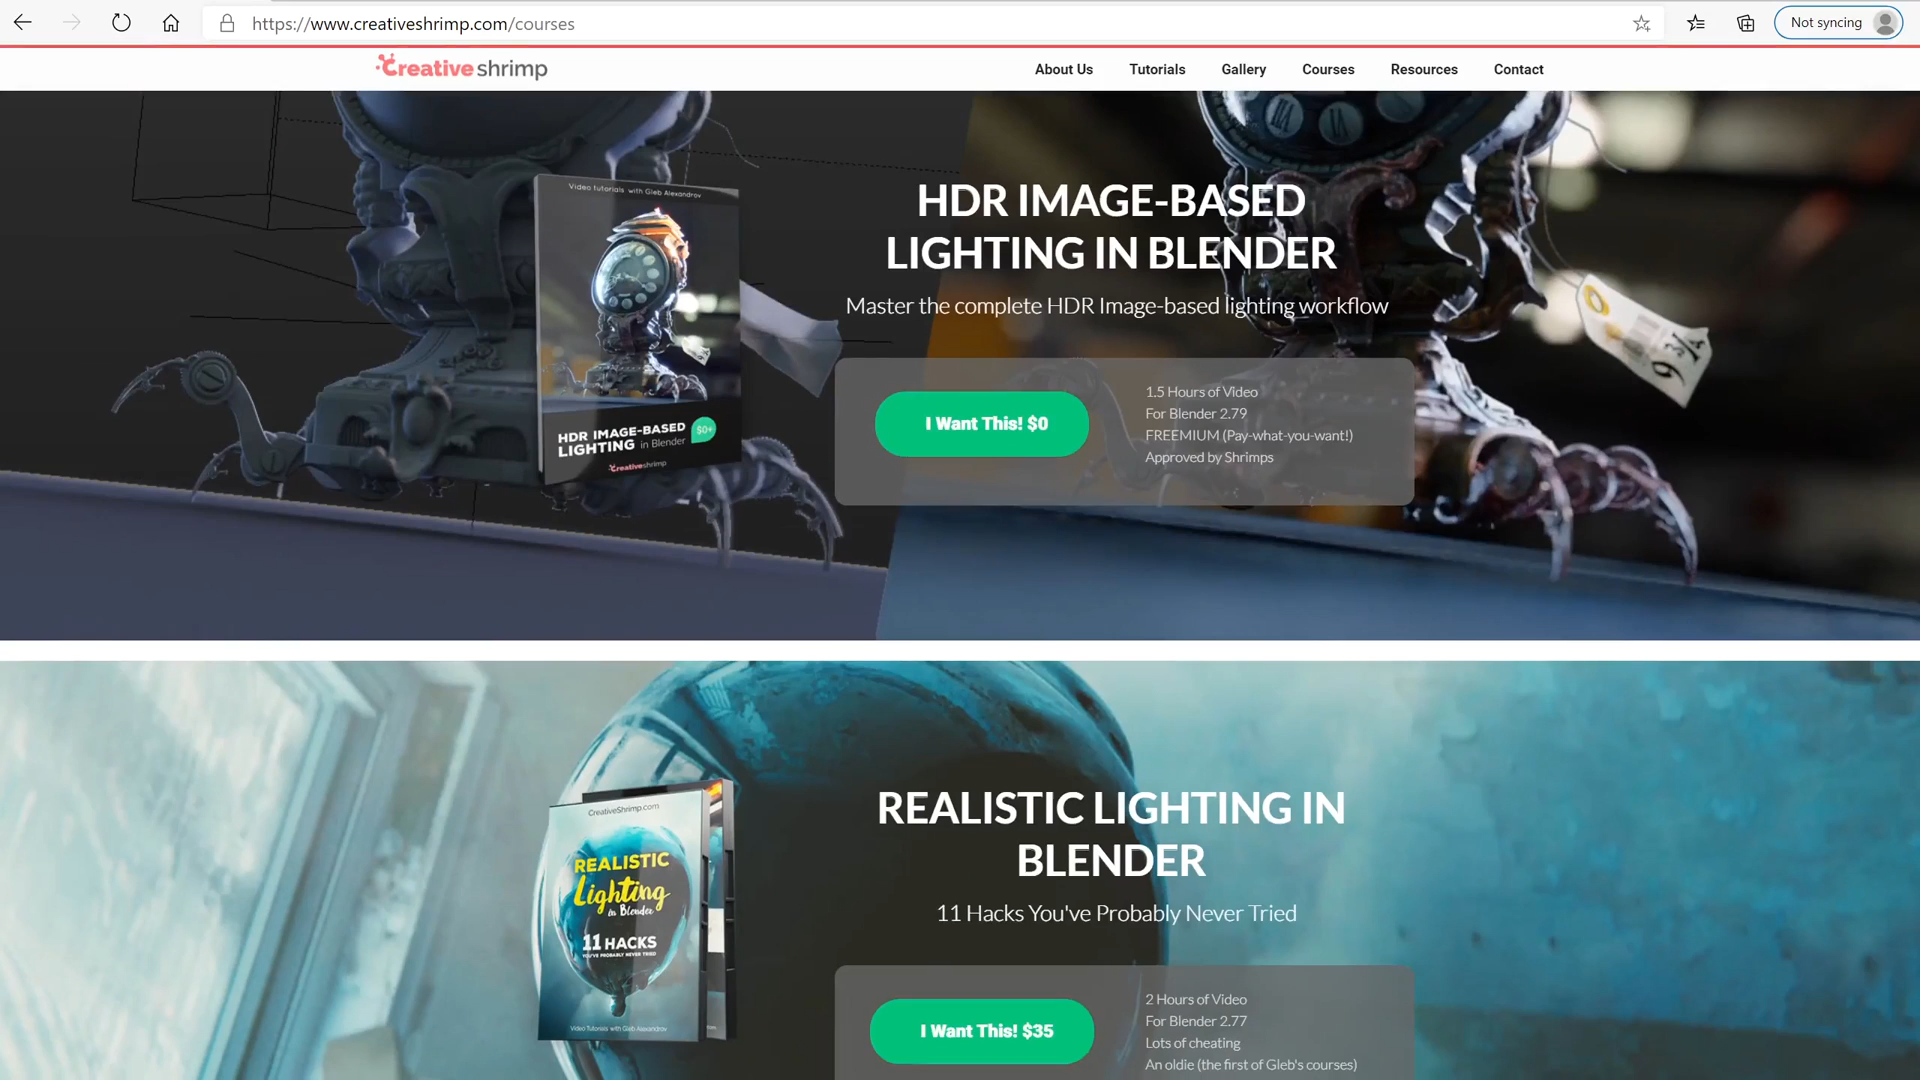 https://www.creativeshrimp.com/courses
Not syncing
Creative shrimp
About Us
Tutorials
Gallery
Courses
Resources
Contact
Video tutorials with Gleb Alexandrov
HDR IMAGE-BASED
LIGHTING in Blender
$0+
Creativeshrimp
HDR IMAGE-BASED
LIGHTING IN BLENDER
Master the complete HDR Image-based lighting workflow
I Want This! $0
1.5 Hours of Video
For Blender 2.79
FREEMIUM (Pay-what-you-want!)
Approved by Shrimps
9 3/4
CreativeShrimp.com
REALISTIC
Lighting
in Blender
11 HACKS
YOU'VE PROBABLY NEVER TRIED
Video Tutorials with Gleb Alexandrov
REALISTIC LIGHTING IN
BLENDER
11 Hacks You've Probably Never Tried
I Want This! $35
2 Hours of Video
For Blender 2.77
Lots of cheating
An oldie (the first of Gleb's courses)